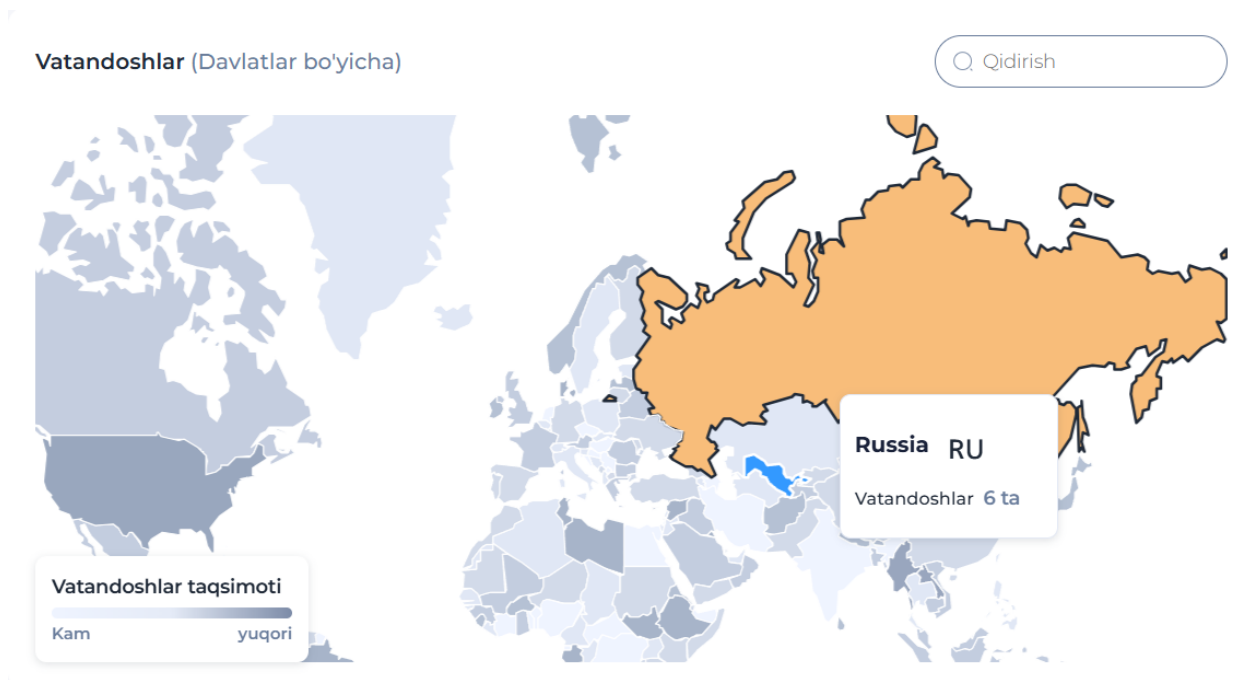 Vatandoshlar (Davlatlar bo'yicha)
Qidirish
Russia RU
Vatandoshlar 6 ta
Vatandoshlar taqsimoti
Kam yuqori